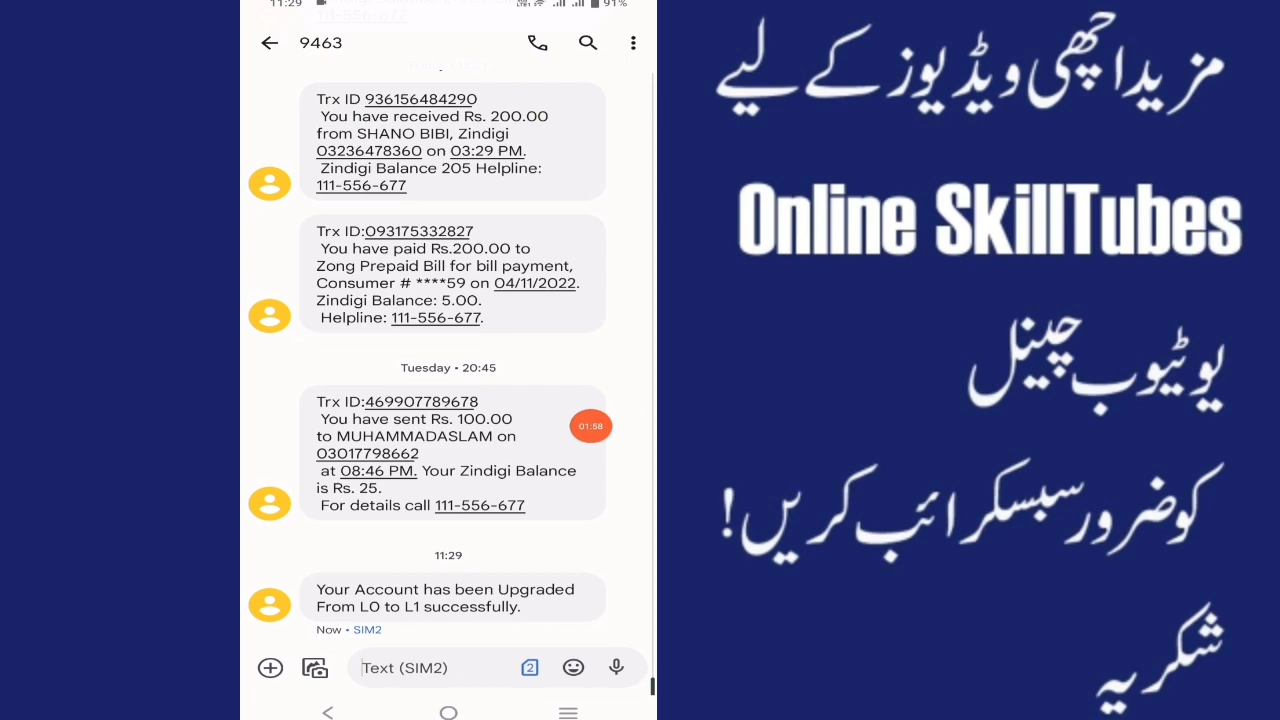 11:29
91%
111-556-677
9463
Trx ID 936156484290
You have received Rs. 200.00
from SHANO BIBI, Zindigi
03236478360 on 03:29 PM.
Zindigi Balance 205 Helpline:
111-556-677
Trx ID:093175332827
You have paid Rs.200.00 to
Zong Prepaid Bill for bill payment,
Consumer # ****59 on 04/11/2022.
Zindigi Balance: 5.00.
Helpline: 111-556-677.
Tuesday • 20:45
Trx ID:469907789678
You have sent Rs. 100.00
to MUHAMMADASLAM on
03017798662
at 08:46 PM. Your Zindigi Balance
is Rs. 25.
For details call 111-556-677
01:58
11:29
Your Account has been Upgraded
From L0 to L1 successfully.
Now • SIM2
Text (SIM2)
2
مزید اچھی ویڈیوز کے لیے
Online SkillTubes
یوٹیوب چینل
کو ضرور سبسکرائب کریں!
شکریہ